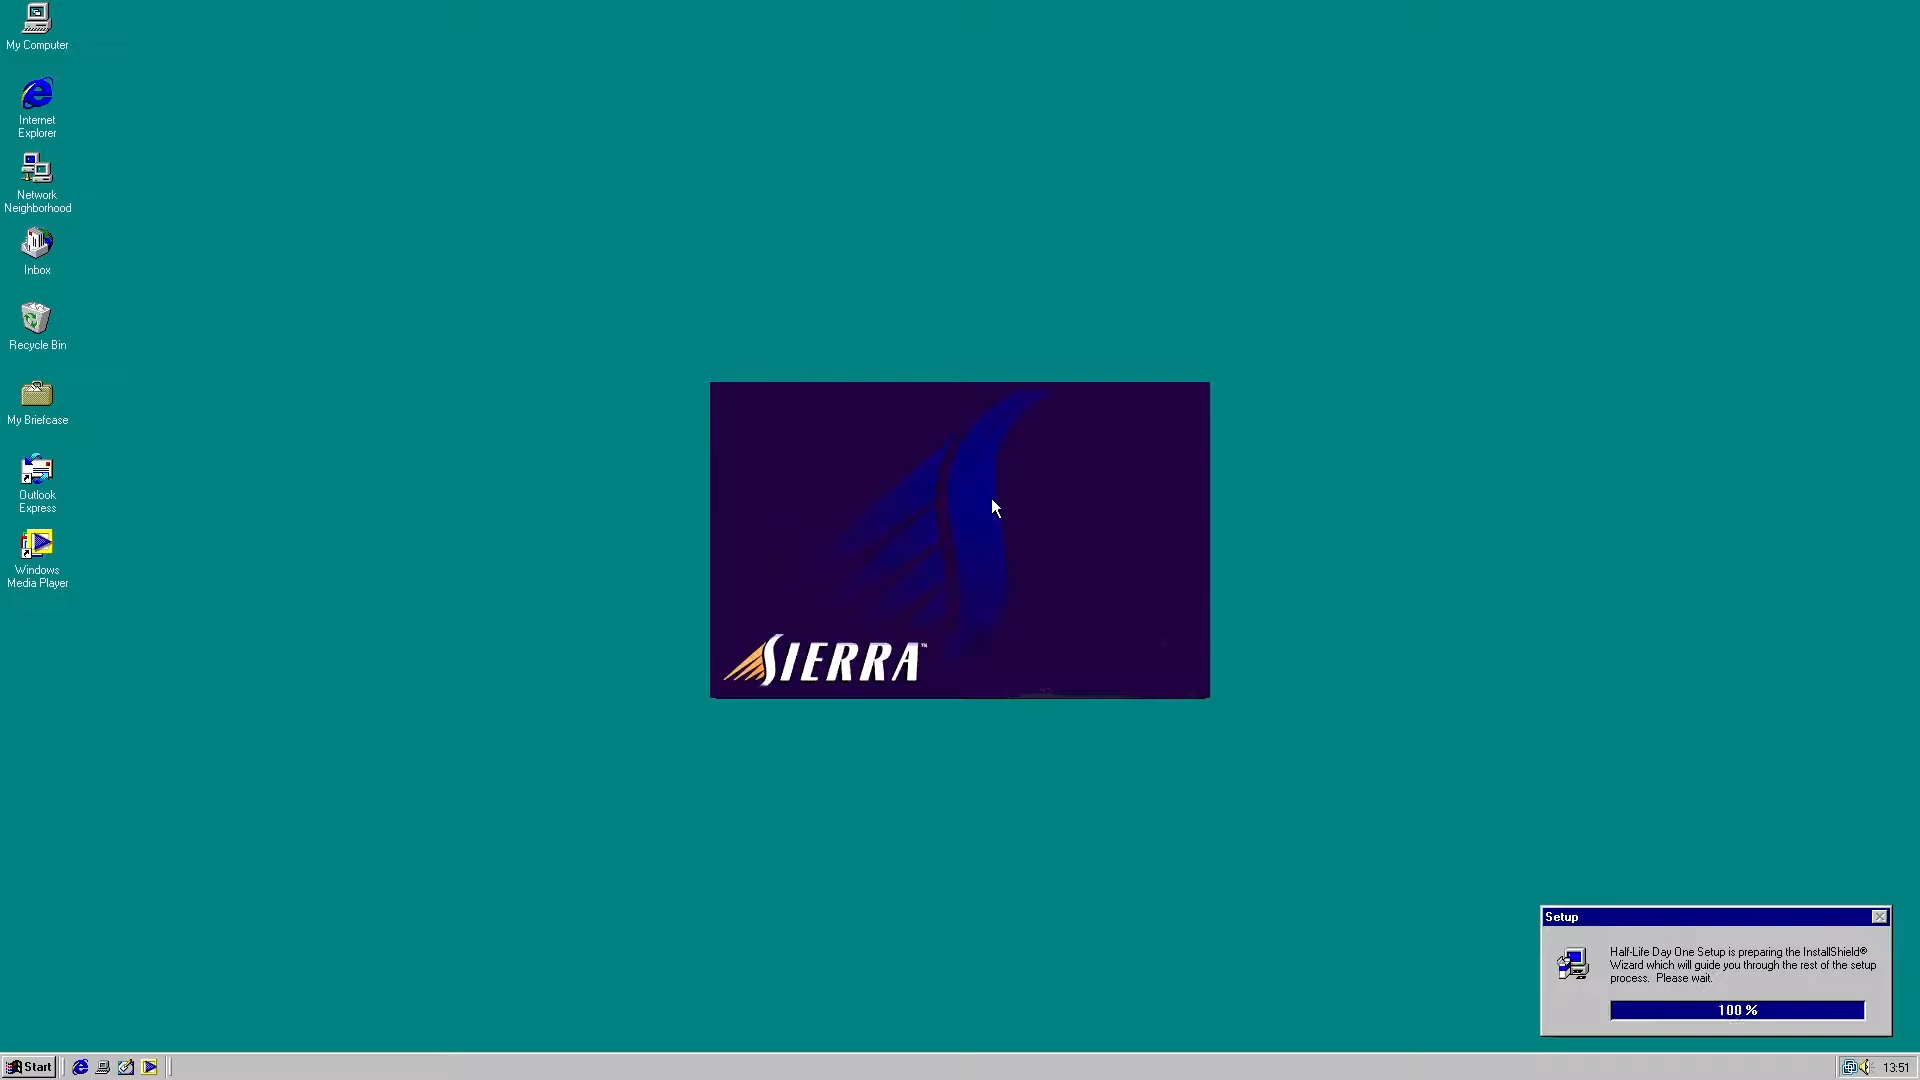 My Computer
Internet
Explorer
Network
Neighborhood
Inbox
Recycle Bin
My Briefcase
Outlook
Express
Windows
Media Player
SIERRA™
Setup
Half-Life Day One Setup is preparing the InstallShield®
Wizard which will guide you through the rest of the setup
process.  Please wait.
100 %
Start
13:51